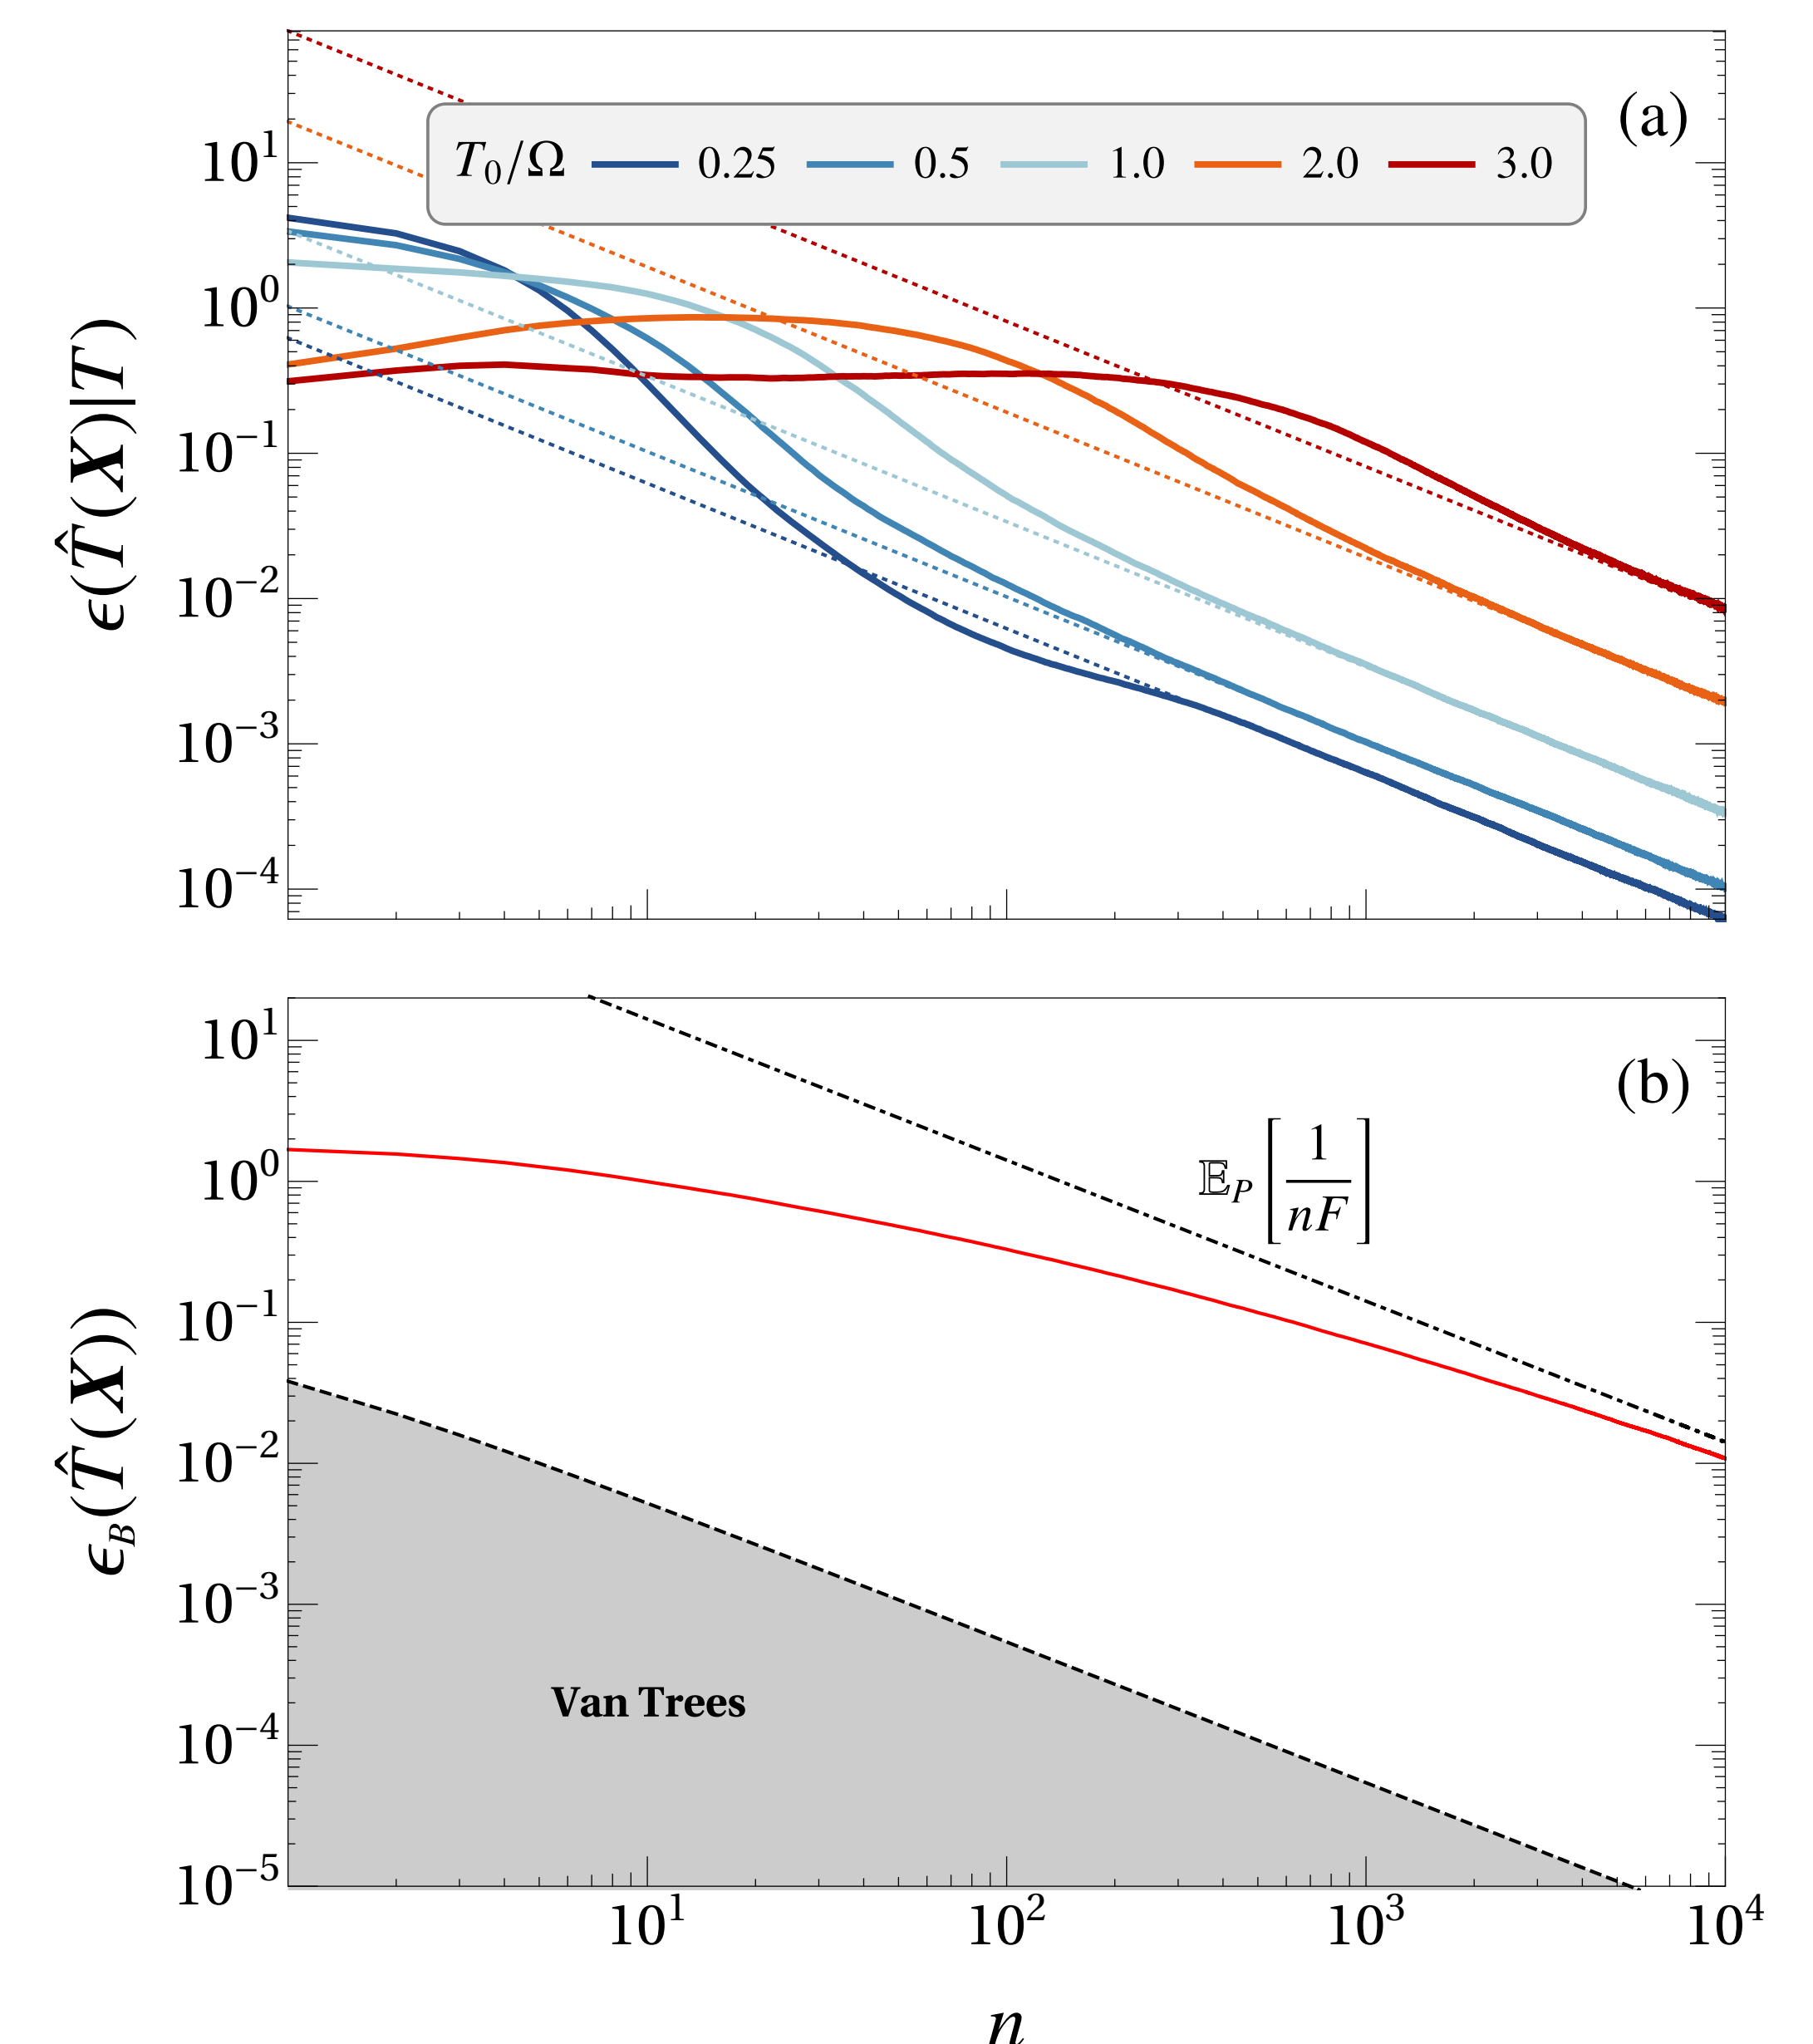 (a)
T₀/Ω 0.25 0.5 1.0 2.0 3.0
10¹
10⁰
10⁻¹
10⁻²
10⁻³
10⁻⁴
ϵ(T̂(X)|T)
(b)
10¹
10⁰
10⁻¹
10⁻²
10⁻³
10⁻⁴
10⁻⁵
ϵ_B(T̂(X))
𝔼_P [1/nF]
Van Trees
10¹ 10² 10³ 10⁴
n